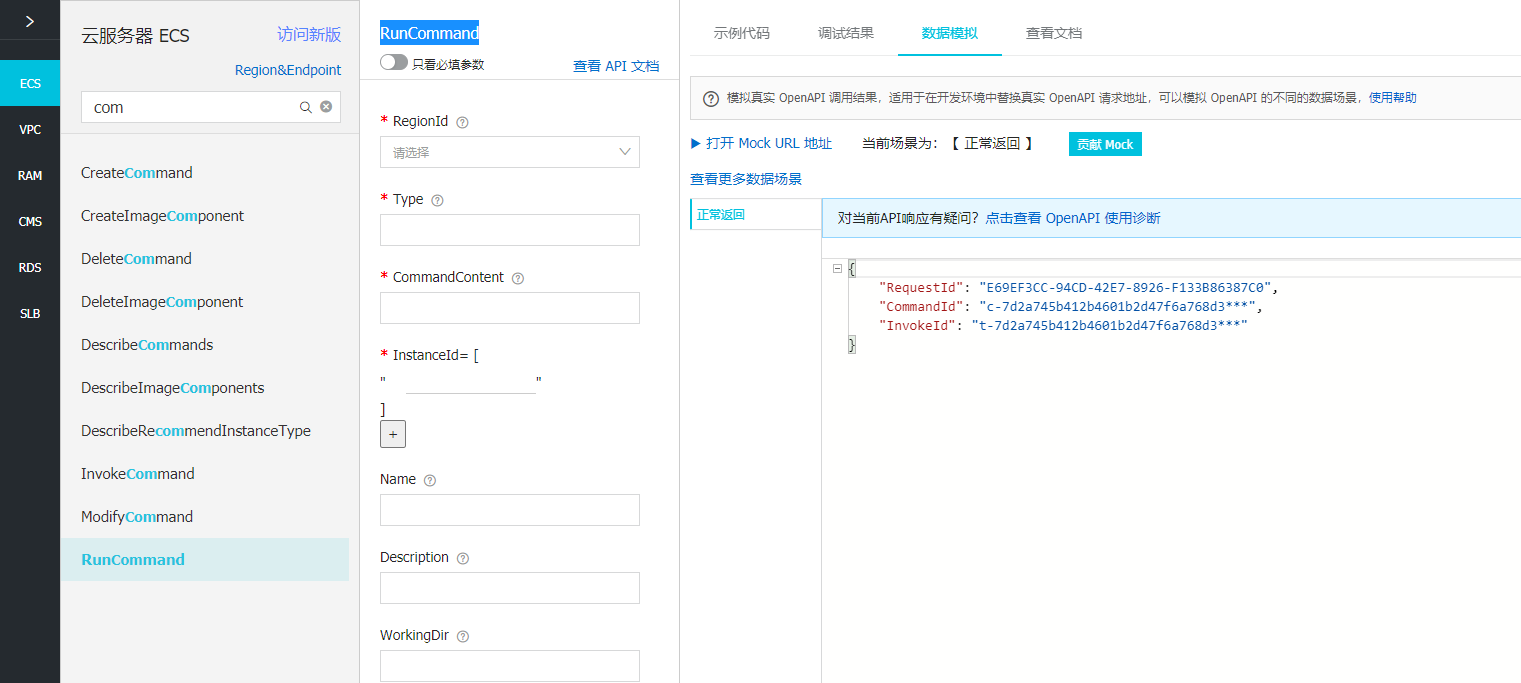 ECS
VPC
RAM
CMS
RDS
SLB
云服务器 ECS
访问新版
Region&Endpoint
com
CreateCommand
CreateImageComponent
DeleteCommand
DeleteImageComponent
DescribeCommands
DescribeImageComponents
DescribeRecommendInstanceType
InvokeCommand
ModifyCommand
RunCommand
RunCommand
只看必填参数
查看 API 文档
* RegionId
请选择
* Type
* CommandContent
* InstanceId= [
" "
]
+
Name
Description
WorkingDir
示例代码 调试结果 数据模拟 查看文档
模拟真实 OpenAPI 调用结果，适用于在开发环境中替换真实 OpenAPI 请求地址，可以模拟 OpenAPI 的不同的数据场景，使用帮助
打开 Mock URL 地址 当前场景为：【 正常返回 】 贡献 Mock
查看更多数据场景
正常返回
对当前API响应有疑问？点击查看 OpenAPI 使用诊断
{
"RequestId": "E69EF3CC-94CD-42E7-8926-F133B86387C0",
"CommandId": "c-7d2a745b412b4601b2d47f6a768d3***",
"InvokeId": "t-7d2a745b412b4601b2d47f6a768d3***"
}